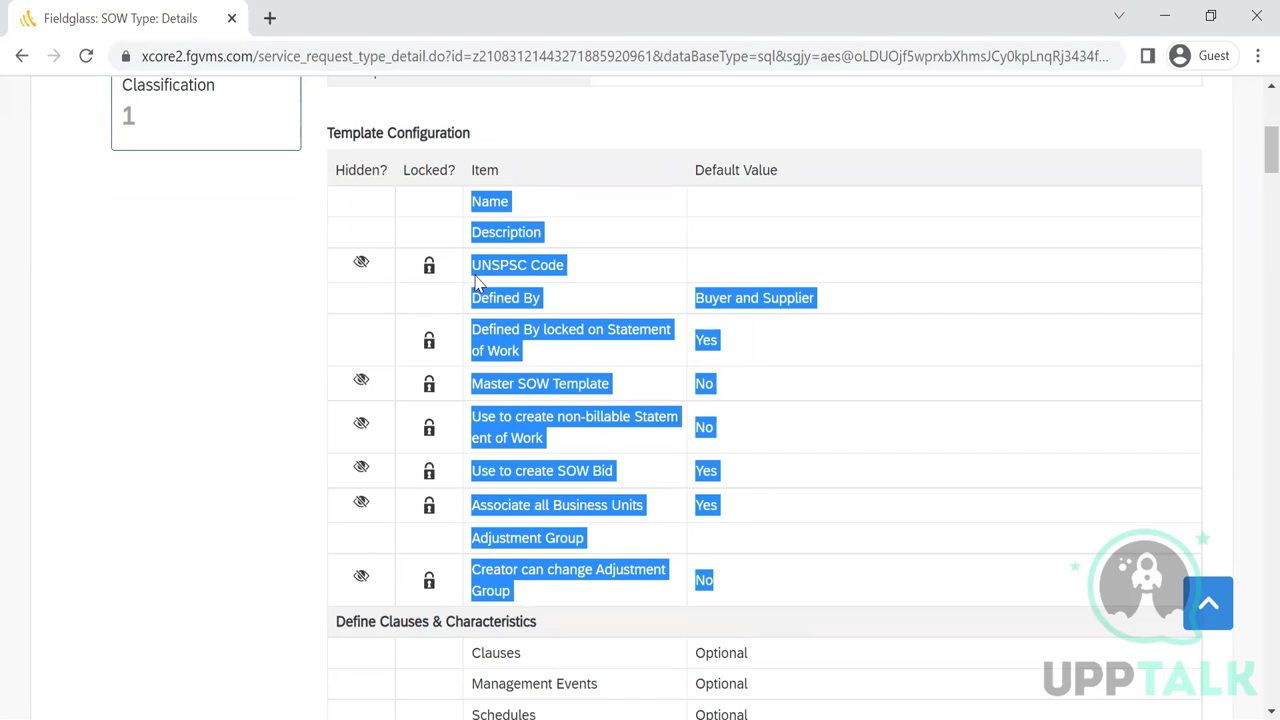 Fieldglass: SOW Type: Details
xcore2.fgvms.com/service_request_type_detail.do?id=z21083121443271885920961&dataBaseType=sql&sgjy=aes@oLDUOjf5wprxbXhmsJCy0kpLnqRj3434f...
Guest
Classification
1
Template Configuration
Hidden? Locked? Item Default Value
Name
Description
UNSPSC Code
Defined By Buyer and Supplier
Defined By locked on Statement
of Work
Yes
Master SOW Template No
Use to create non-billable Statem
ent of Work
No
Use to create SOW Bid Yes
Associate all Business Units Yes
Adjustment Group
Creator can change Adjustment
Group
No
Define Clauses & Characteristics
Clauses Optional
Management Events Optional
Schedules Optional
UPPTALK